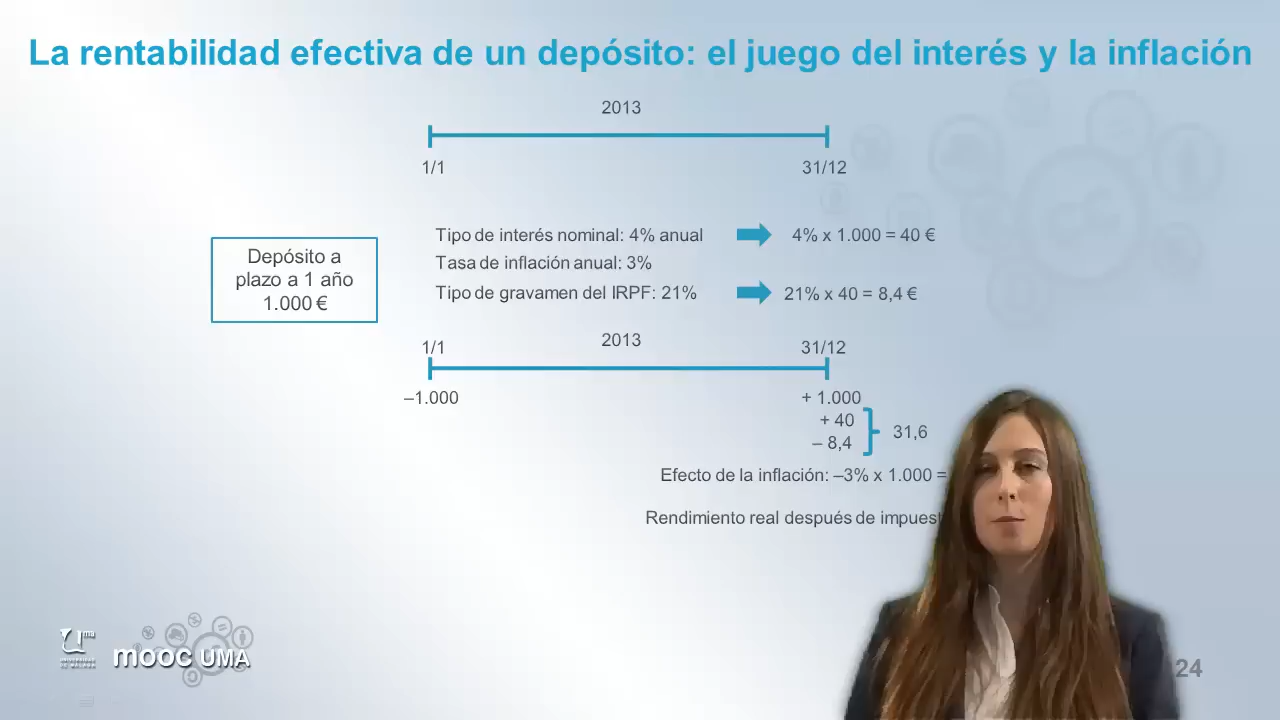 La rentabilidad efectiva de un depósito: el juego del interés y la inflación
2013
1/1
31/12
Depósito a
plazo a 1 año
1.000 €
Tipo de interés nominal: 4% anual
4% x 1.000 = 40 €
Tasa de inflación anual: 3%
Tipo de gravamen del IRPF: 21%
21% x 40 = 8,4 €
2013
1/1
31/12
–1.000
+ 1.000
+ 40
– 8,4
31,6
Efecto de la inflación: –3% x 1.000 =
Rendimiento real después de
mooc UMA
24